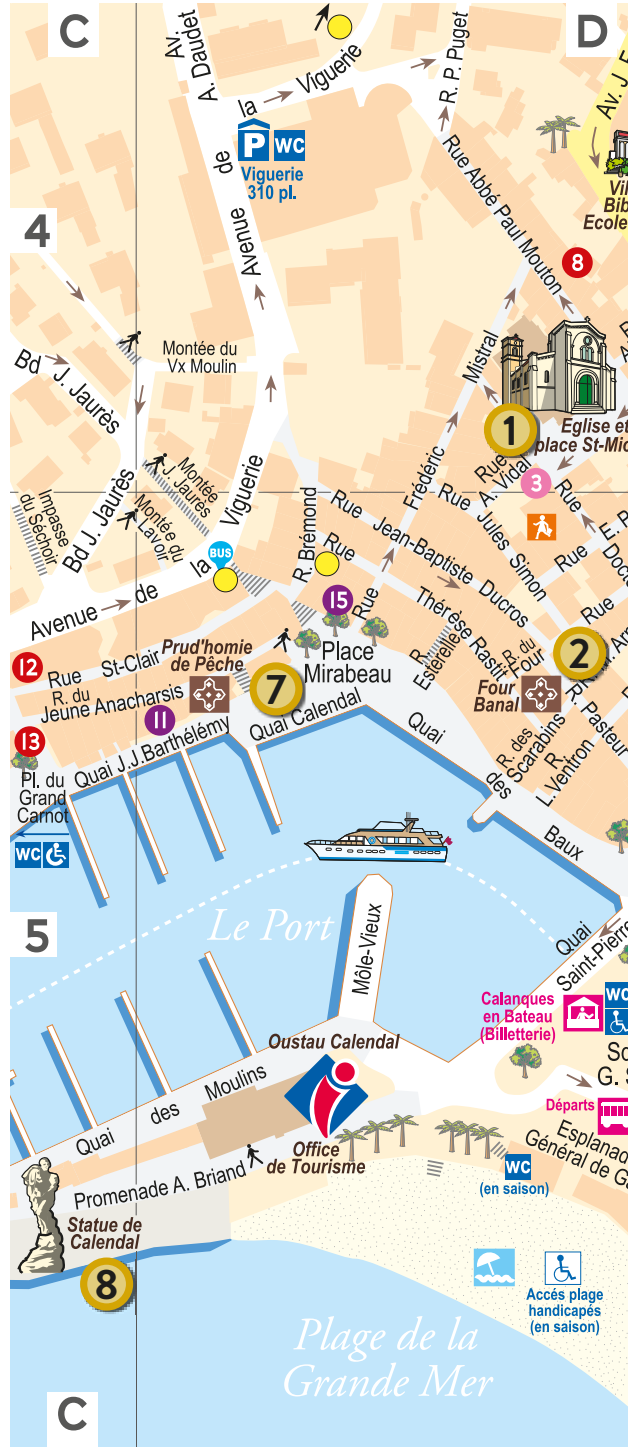 C
D
Av.
A. Daudet
la
Viguerie
R. P. Puget
Av. J.
P
WC
Viguerie
310 pl.
Avenue de
Rue Abbé Paul Mouton
Vil
Bib
Ecole
4
8
Montée du
Vx Moulin
Mistral
Bd J. Jaurès
1
Eglise et
place St-Mic
Rue
A. Vidal
3
Frédéric
Montée
J. Jaurès
Viguerie
Impasse
du Séchoir
Bd J. Jaurès
Montée du
Lavoir
R. Brémond
Rue
Jean-Baptiste
Ducros
Rue
Jules
Simon
Rue
Rue
E. P
Doct
BUS
la
Avenue
de
Rue
15
Rue
Thérèse Rastit
Rue
Prud'homie
de Pêche
Place
Mirabeau
R.
Esterelle
R. du
Four
2
12
Rue
St-Clair
R. du
Jeune Anacharsis
7
Four
Banal
R. Pasteur
11
13
Quai J.J.Barthélémy
Quai Calendal
Quai
des
Baux
R. des
Scarabins
R.
L. Ventron
Pl. du
Grand
Carnot
WC
5
Le Port
Môle-Vieux
Quai
Saint-Pierre
Calanques
en Bateau
(Billetterie)
WC
Oustau Calendal
G. S
Quai
des
Moulins
Départs
Office
de Tourisme
Esplanad
Général de Ga
Promenade A. Briand
WC
(en saison)
Statue de
Calendal
8
Accés plage
handicapés
(en saison)
Plage de la
Grande Mer
C